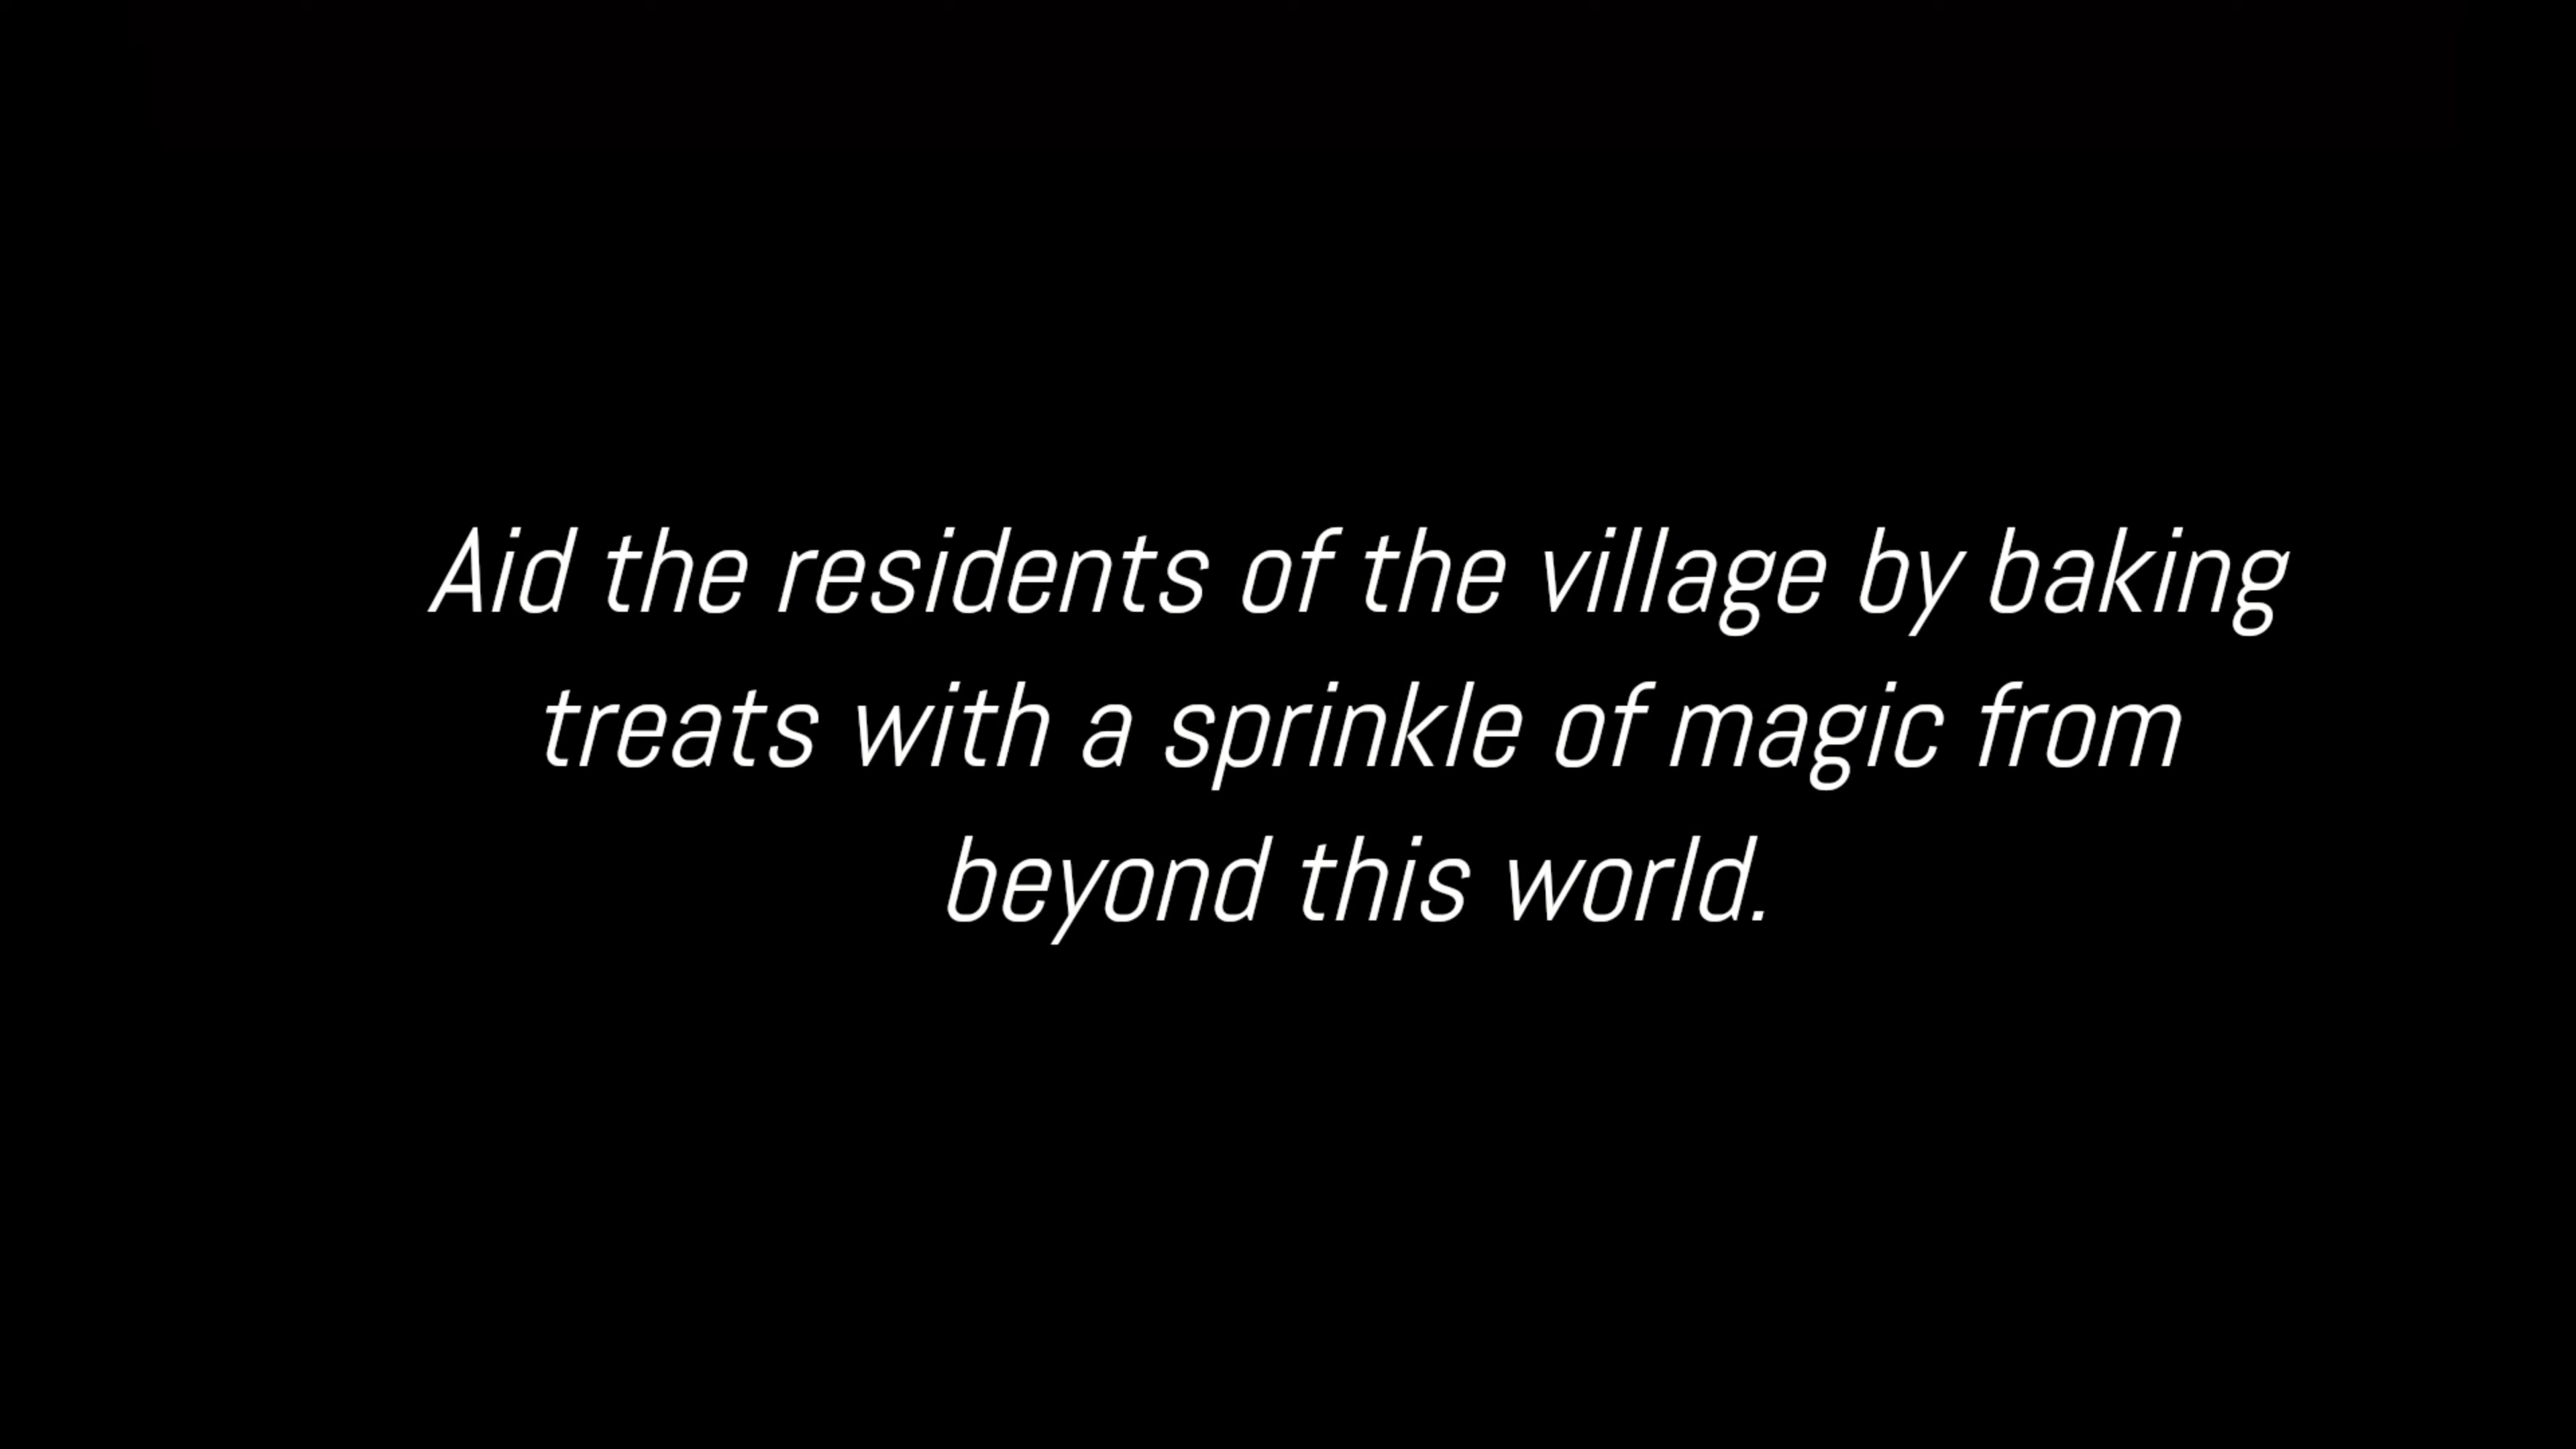 Aid the residents of the village by baking
treats with a sprinkle of magic from
beyond this world.